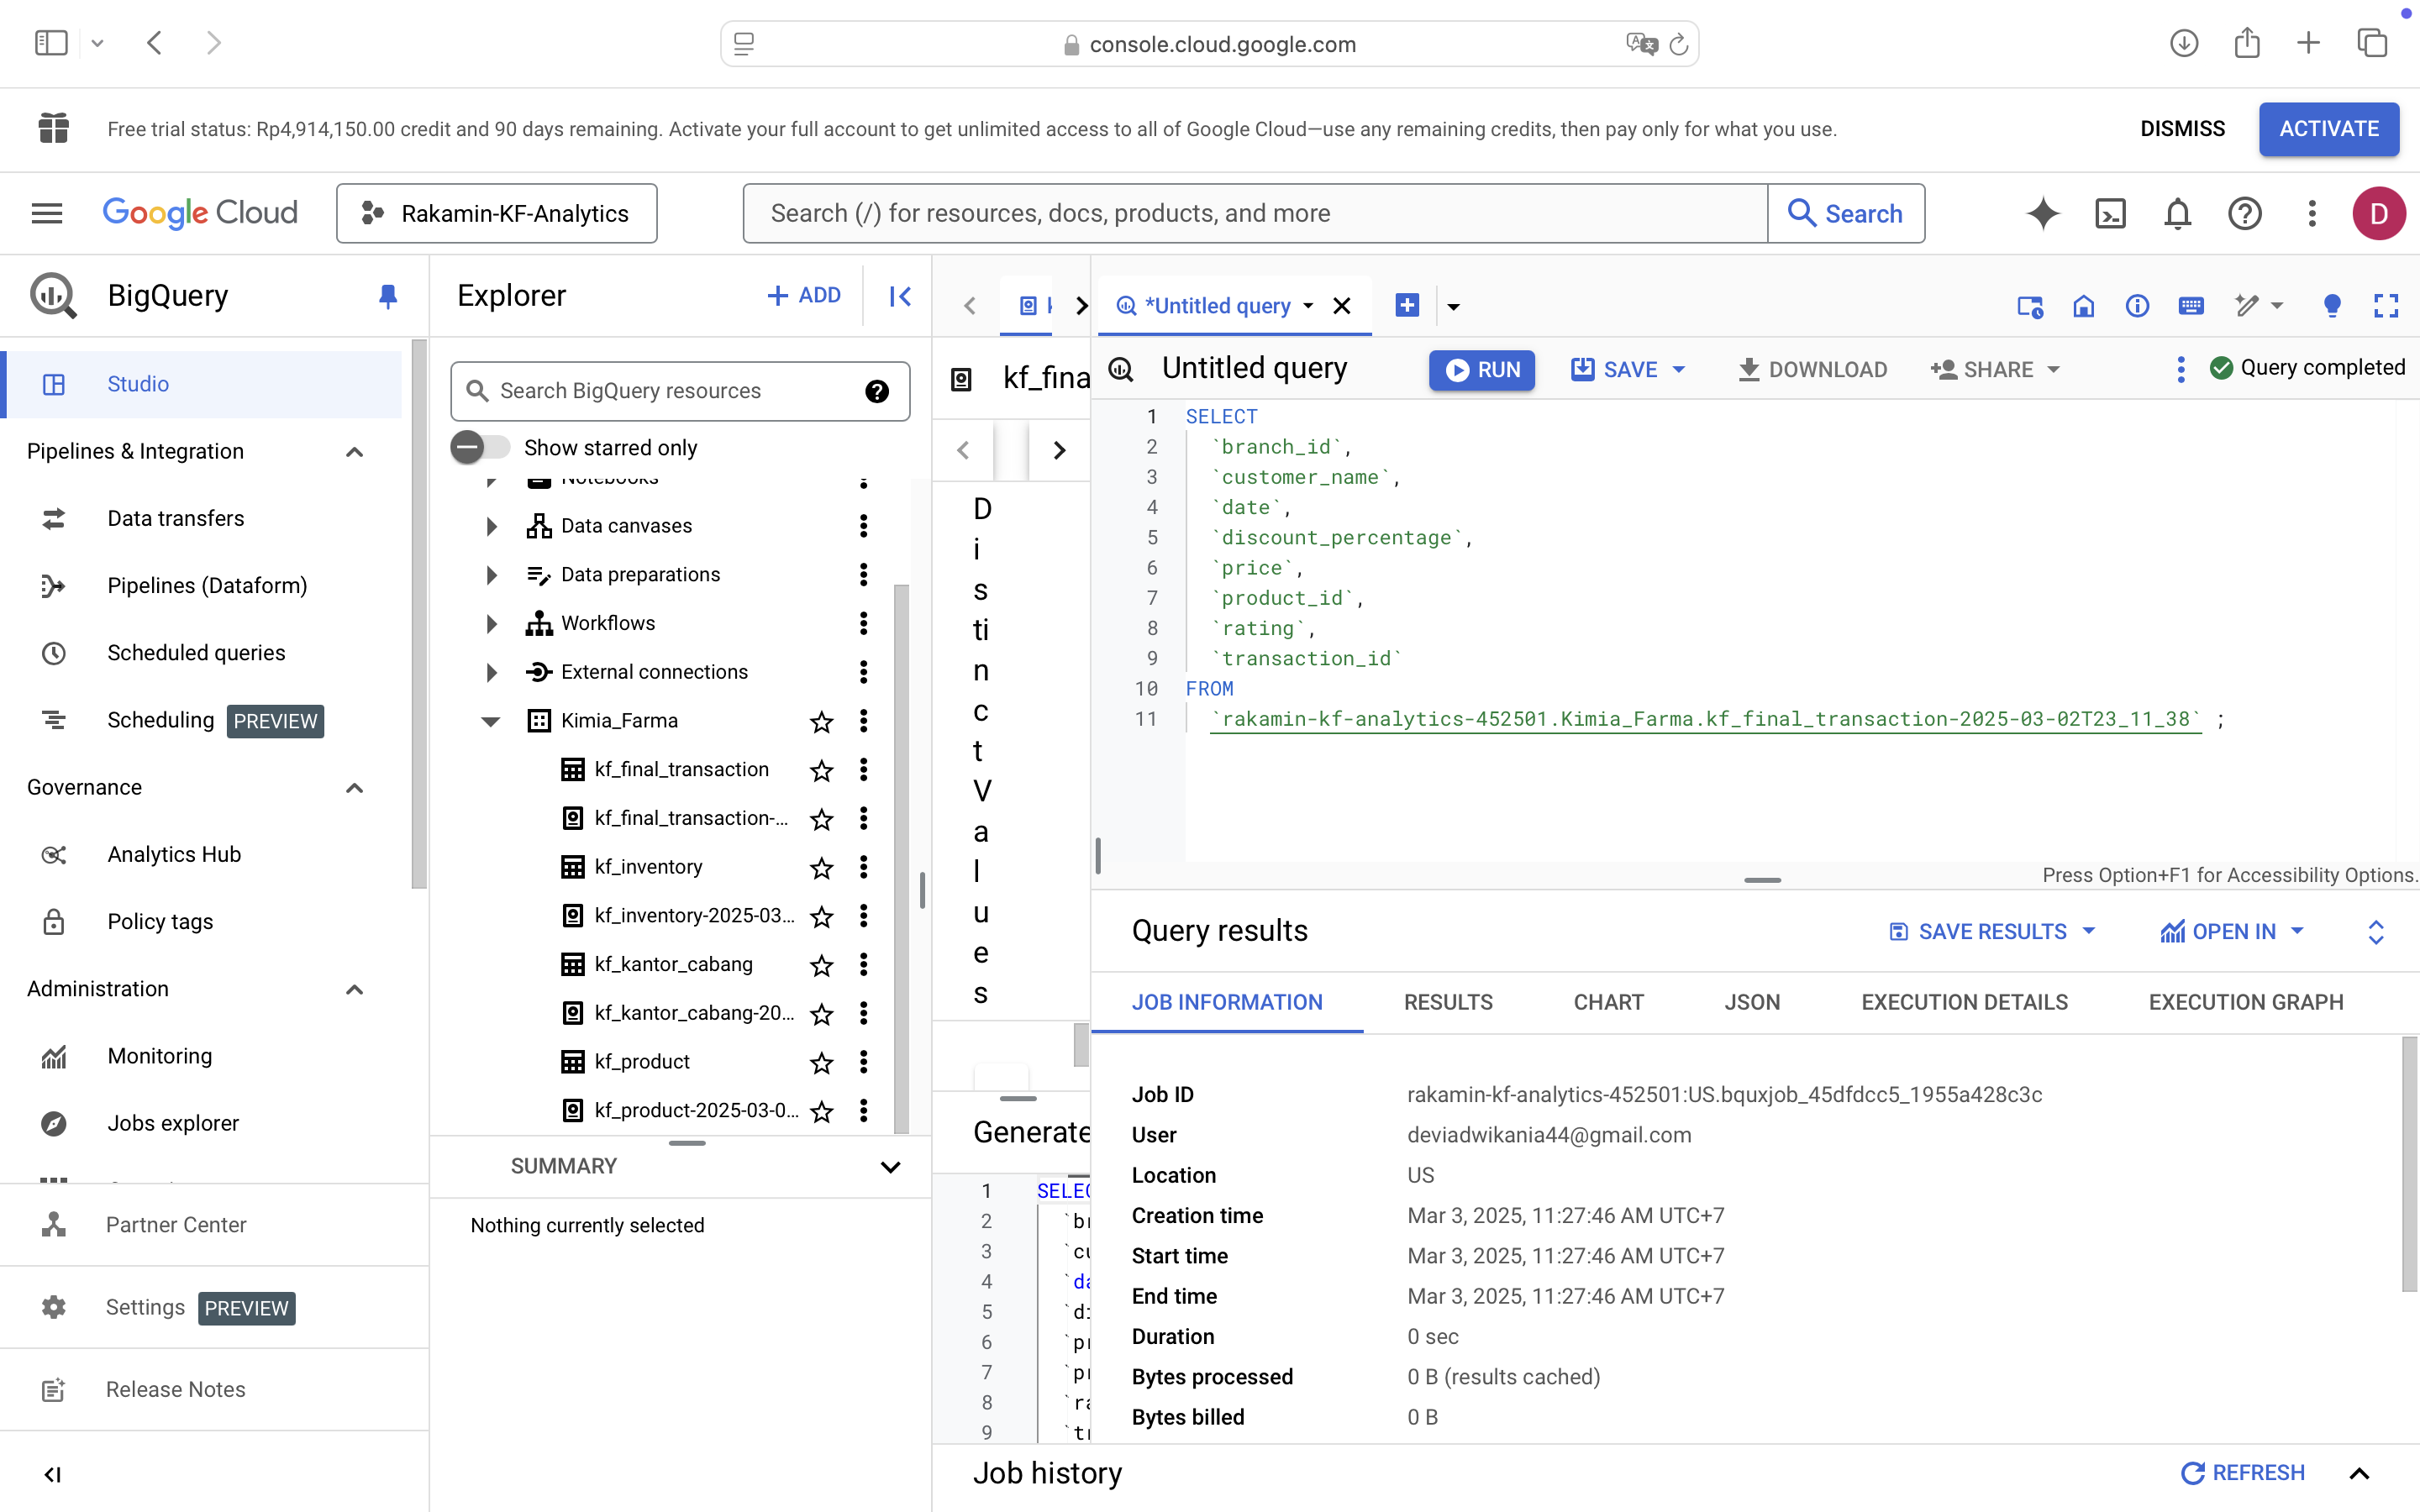 console.cloud.google.com
Free trial status: Rp4,914,150.00 credit and 90 days remaining. Activate your full account to get unlimited access to all of Google Cloud—use any remaining credits, then pay only for what you use.
DISMISS
ACTIVATE
Google Cloud
Rakamin-KF-Analytics
Search (/) for resources, docs, products, and more
Search
D
BigQuery
Studio
Pipelines & Integration
Data transfers
Pipelines (Dataform)
Scheduled queries
Scheduling PREVIEW
Governance
Analytics Hub
Policy tags
Administration
Monitoring
Jobs explorer
Partner Center
Settings PREVIEW
Release Notes
Explorer
ADD
Search BigQuery resources
Show starred only
Notebooks
Data canvases
Data preparations
Workflows
External connections
Kimia_Farma
kf_final_transaction
kf_final_transaction-...
kf_inventory
kf_inventory-2025-03...
kf_kantor_cabang
kf_kantor_cabang-20...
kf_product
kf_product-2025-03-0...
SUMMARY
Nothing currently selected
kf_fina
D
i
s
ti
n
c
t
V
a
l
u
e
s
Generate
1 SELEC
2 `br
3 `cu
4 `da
5 `di
6 `pr
7 `pr
8 `ra
9 `tr
*Untitled query
Untitled query
RUN
SAVE
DOWNLOAD
SHARE
Query completed
1 SELECT
2 `branch_id`,
3 `customer_name`,
4 `date`,
5 `discount_percentage`,
6 `price`,
7 `product_id`,
8 `rating`,
9 `transaction_id`
10 FROM
11 `rakamin-kf-analytics-452501.Kimia_Farma.kf_final_transaction-2025-03-02T23_11_38` ;
Press Option+F1 for Accessibility Options.
Query results
SAVE RESULTS
OPEN IN
JOB INFORMATION
RESULTS
CHART
JSON
EXECUTION DETAILS
EXECUTION GRAPH
Job ID rakamin-kf-analytics-452501:US.bquxjob_45dfdcc5_1955a428c3c
User deviadwikania44@gmail.com
Location US
Creation time Mar 3, 2025, 11:27:46 AM UTC+7
Start time Mar 3, 2025, 11:27:46 AM UTC+7
End time Mar 3, 2025, 11:27:46 AM UTC+7
Duration 0 sec
Bytes processed 0 B (results cached)
Bytes billed 0 B
Job history
REFRESH